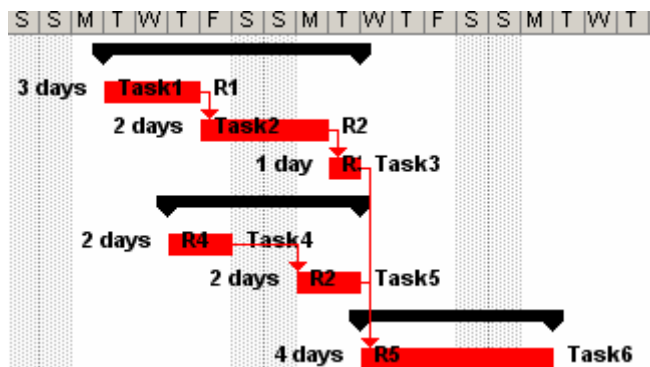 S S M T W T F S S M T W T F S S M T W T
3 days Task1 R1
2 days Task2 R2
1 day Task3
2 days R4 Task4
2 days R2 Task5
4 days R5 Task6